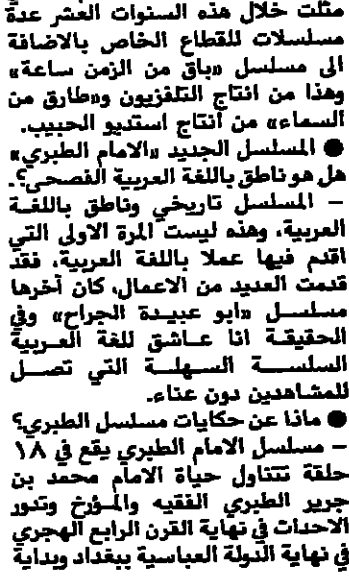 مثلت خلال هذه السنوات العشر عدة
مسلسلات للقطاع الخاص بالاضافة
الى مسلسل «باق من الزمن ساعة»
وهذا من انتاج التلفزيون و«طارق من
السماء» من انتاج استديو الحبيب.
● المسلسل الجديد «الامام الطبري»
هل هو ناطق باللغة العربية الفصحى؟.
– المسلسل تاريخي وناطق باللغة
العربية، وهذه ليست المرة الاولى التي
اقدم فيها عملا باللغة العربية، فقد
قدمت العديد من الاعمال، كان آخرها
مسلسل «ابو عبيدة الجراح» وفي
الحقيقة انا عاشق للغة العربية
السلسة السهلة التي تصل
للمشاهدين دون عناء.
● ماذا عن حكايات مسلسل الطبري؟
– مسلسل الامام الطبري يقع في ١٨
حلقة تتناول حياة الامام محمد بن
جرير الطبري الفقيه والمؤرخ وتدور
الاحداث في نهاية القرن الرابع الهجري
في نهاية الدولة العباسية ببغداد وبداية